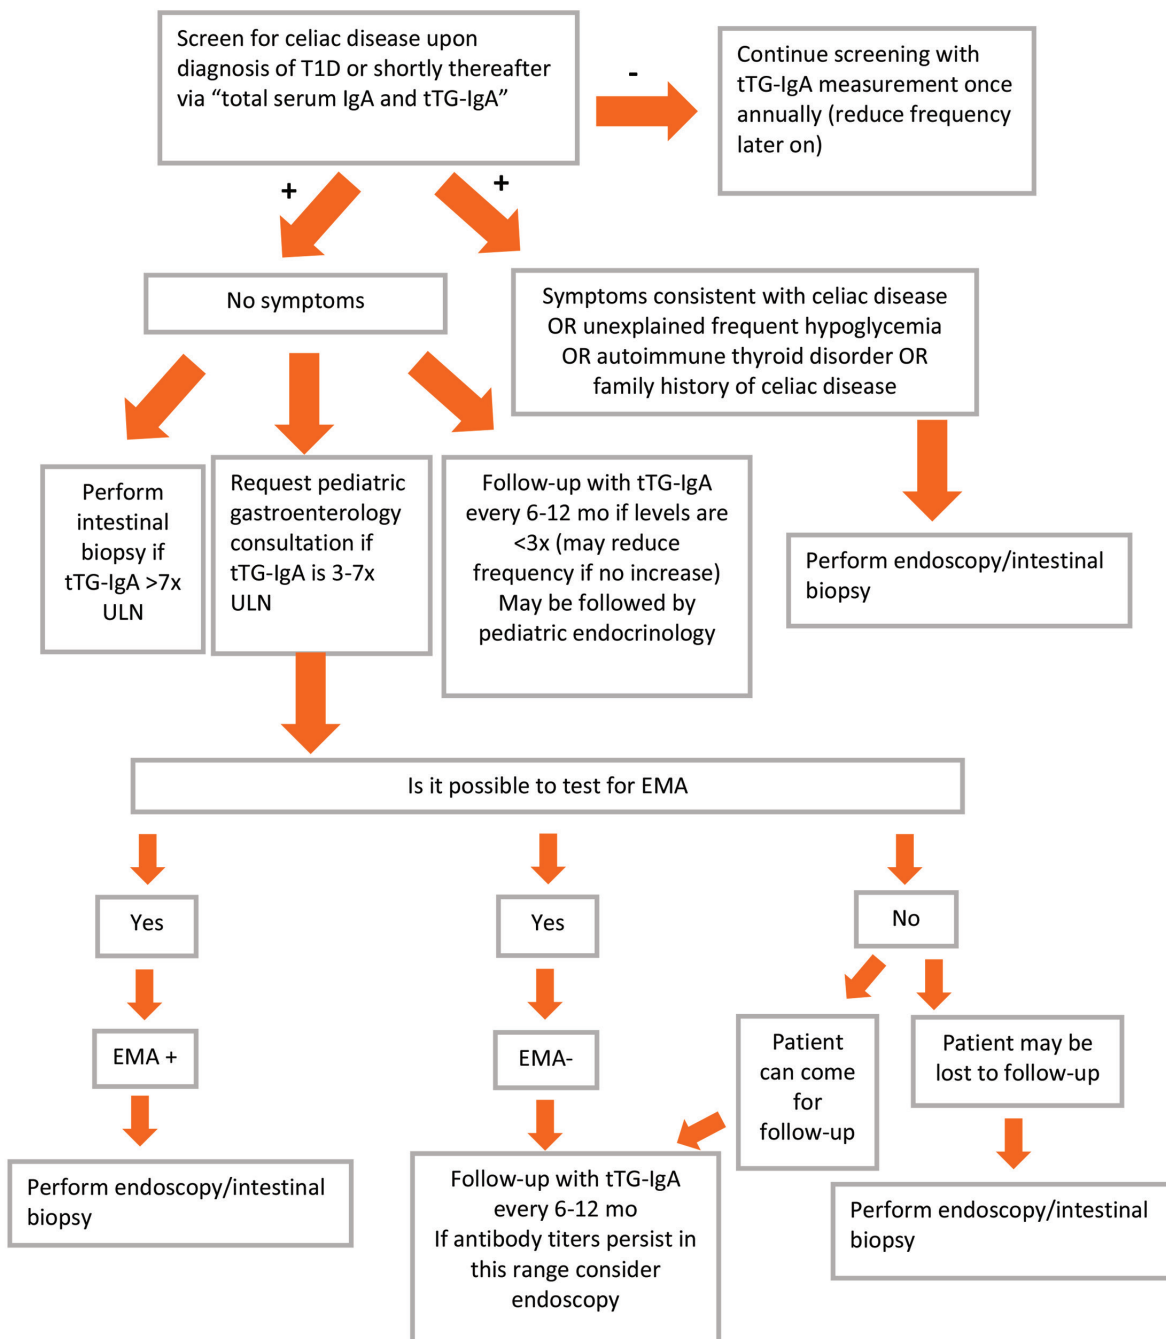 Screen for celiac disease upon
diagnosis of T1D or shortly thereafter
via “total serum IgA and tTG-IgA”
-
Continue screening with
tTG-IgA measurement once
annually (reduce frequency
later on)
+
+
No symptoms
Symptoms consistent with celiac disease
OR unexplained frequent hypoglycemia
OR autoimmune thyroid disorder OR
family history of celiac disease
Perform
intestinal
biopsy if
tTG-IgA >7x
ULN
Request pediatric
gastroenterology
consultation if
tTG-IgA is 3-7x
ULN
Follow-up with tTG-IgA
every 6-12 mo if levels are
<3x (may reduce
frequency if no increase)
May be followed by
pediatric endocrinology
Perform endoscopy/intestinal
biopsy
Is it possible to test for EMA
Yes
Yes
No
EMA +
EMA-
Patient
can come
for
follow-up
Patient may be
lost to follow-up
Perform endoscopy/intestinal
biopsy
Follow-up with tTG-IgA
every 6-12 mo
If antibody titers persist in
this range consider
endoscopy
Perform endoscopy/intestinal
biopsy